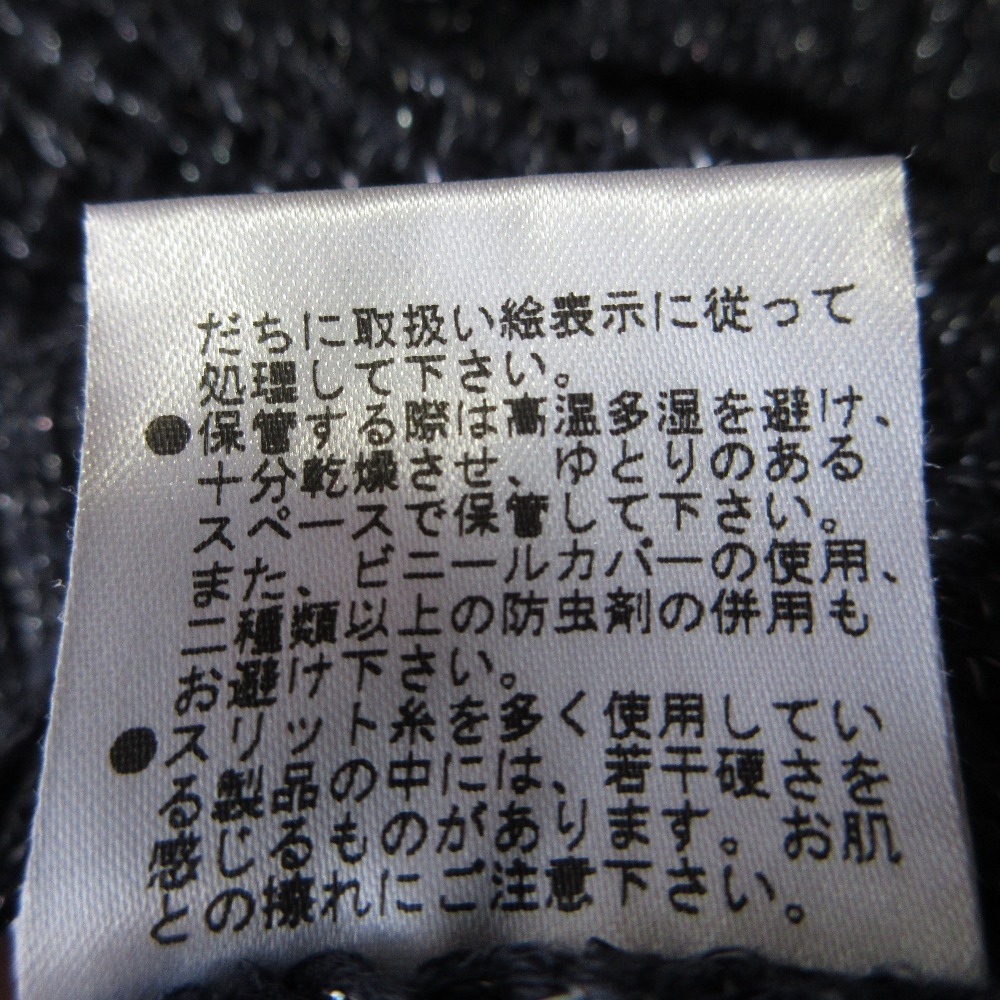 だちに取扱い絵表示に従って
処理して下さい。
●保管する際は高温多湿を避け、
十分乾燥させ、ゆとりのある
スペースで保管して下さい。
また、ビニールカバーの使用、
二種類以上の防虫剤の併用も
お避け下さい。
●スリット糸を多く使用してい
る製品の中には、若干硬さを
感じるものがあります。お肌
との擦れにご注意下さい。